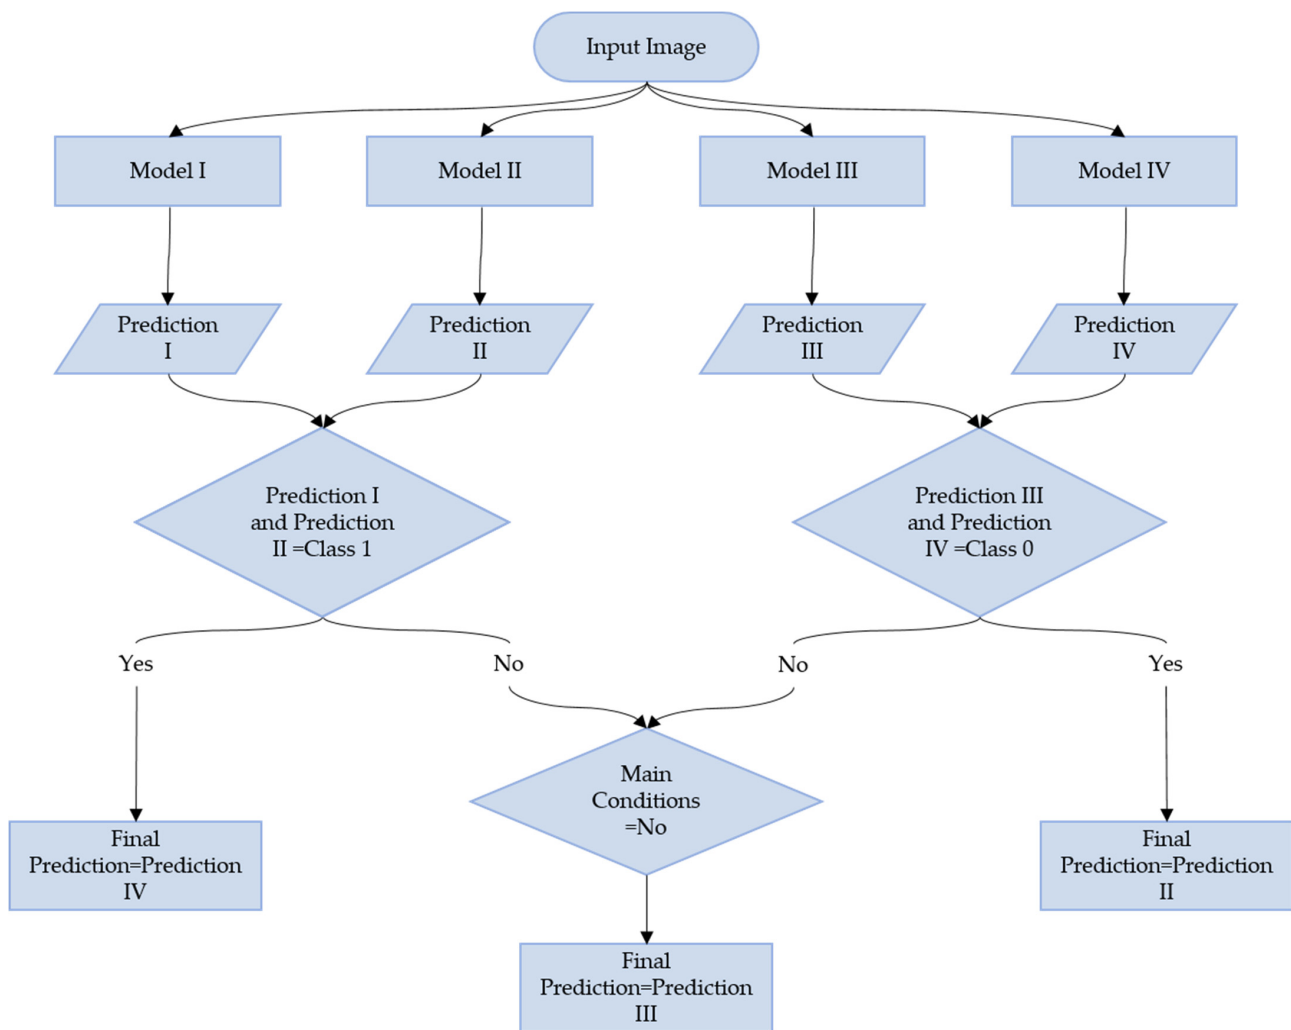 Input Image
Model I
Model II
Model III
Model IV
Prediction
I
Prediction
II
Prediction
III
Prediction
IV
Prediction I
and Prediction
II =Class 1
Prediction III
and Prediction
IV =Class 0
Yes
No
No
Yes
Main
Conditions
=No
Final
Prediction=Prediction
IV
Final
Prediction=Prediction
II
Final
Prediction=Prediction
III